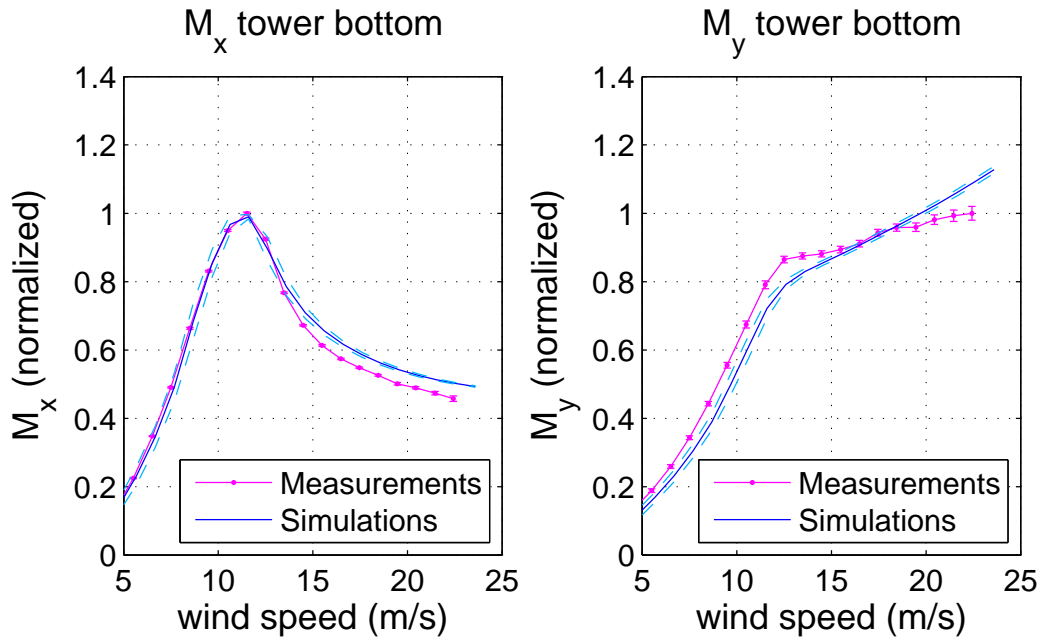 M_x tower bottom
M_x (normalized)
1.4
1.2
1
0.8
0.6
0.4
0.2
0
5
10
15
20
25
wind speed (m/s)
Measurements
Simulations
M_y tower bottom
M_y (normalized)
1.4
1.2
1
0.8
0.6
0.4
0.2
0
5
10
15
20
25
wind speed (m/s)
Measurements
Simulations